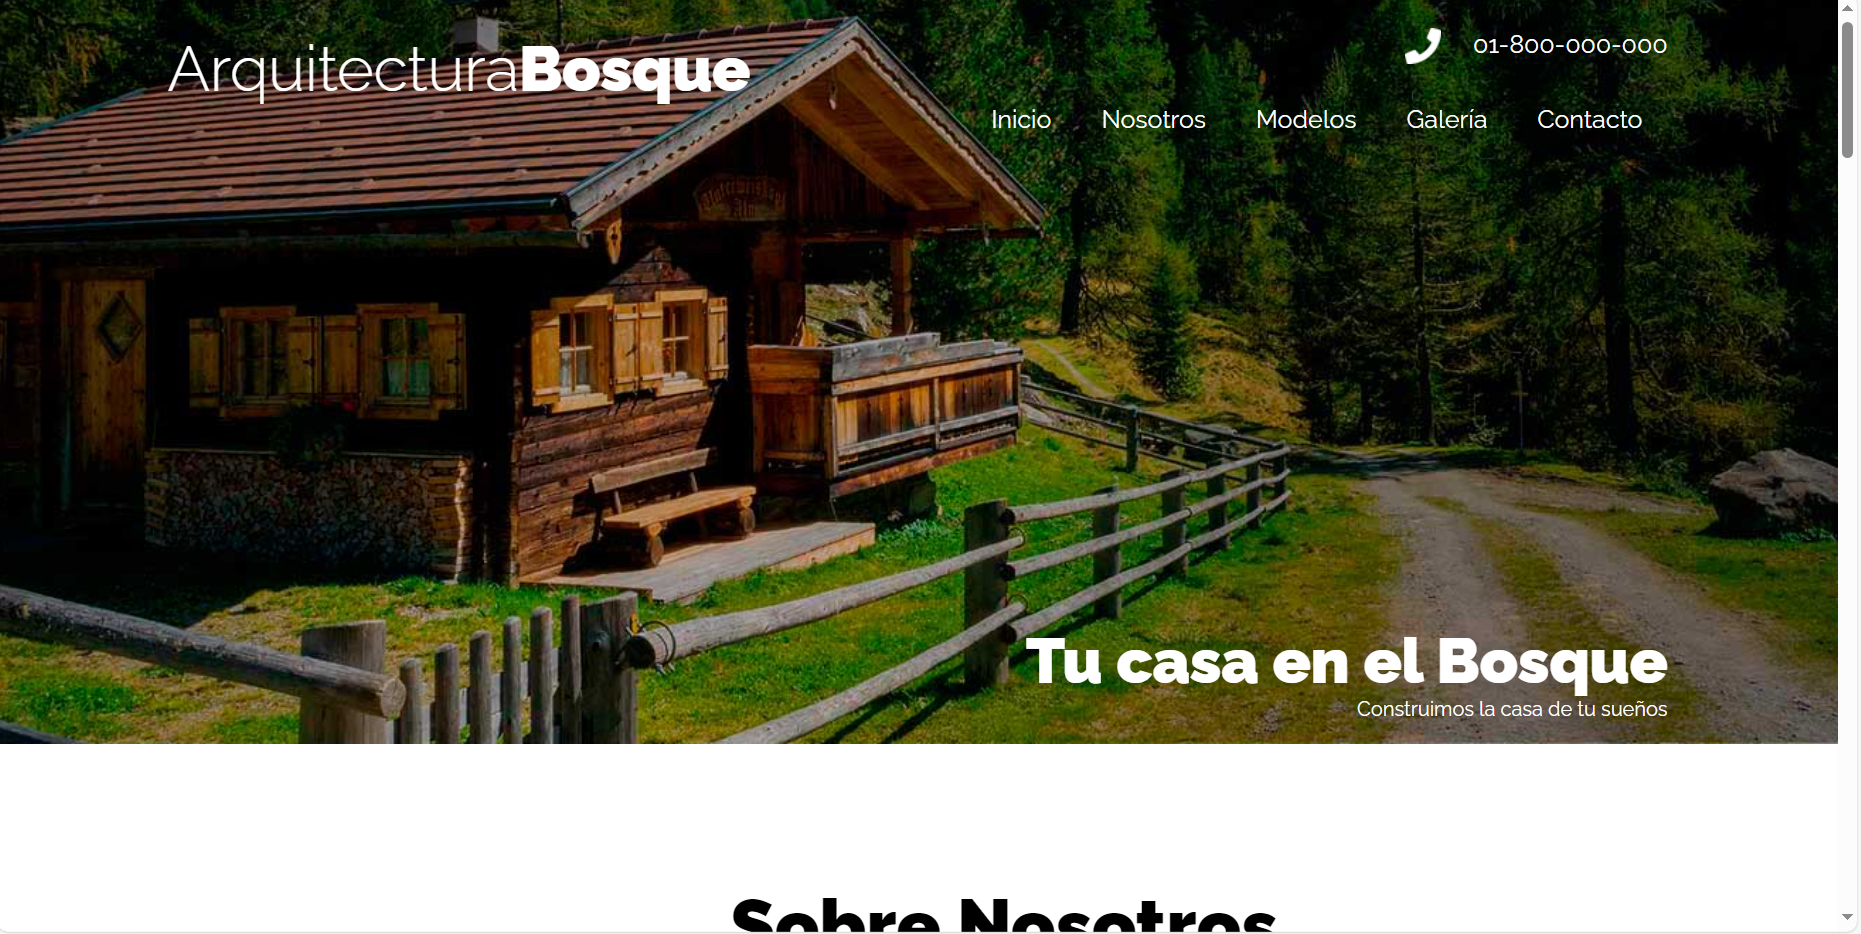 ArquitecturaBosque
01-800-000-000
Inicio Nosotros Modelos Galería Contacto
Tu casa en el Bosque
Construimos la casa de tu sueños
Sobre Nosotros